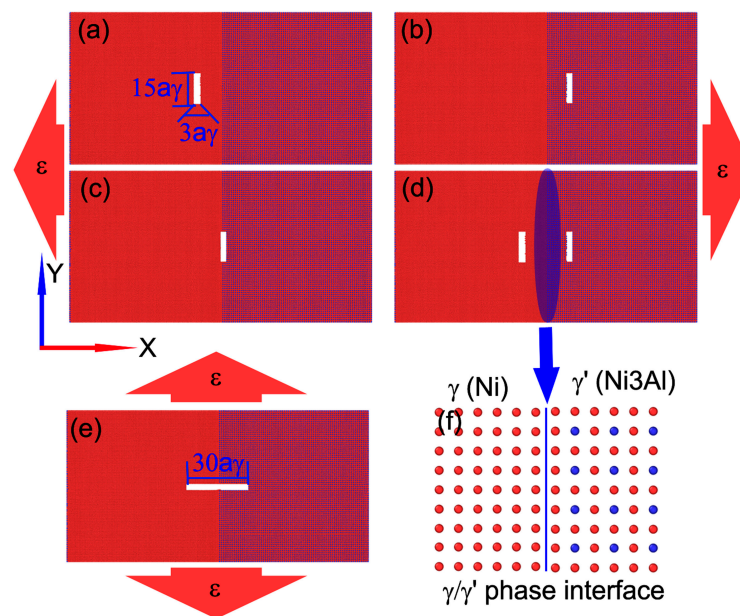 (a)
(b)
15aγ
3aγ
ε
ε
(c)
(d)
Y
X
ε
γ (Ni)
γ' (Ni3Al)
(e)
(f)
30aγ
ε
γ/γ' phase interface